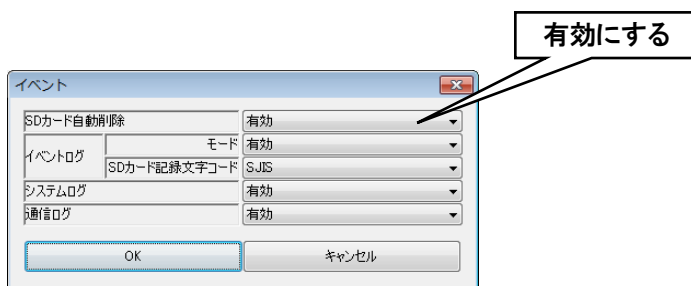 有効にする
イベント
SDカード自動削除 有効
イベントログ モード 有効
SDカード記録文字コード SJIS
システムログ 有効
通信ログ 有効
OK キャンセル